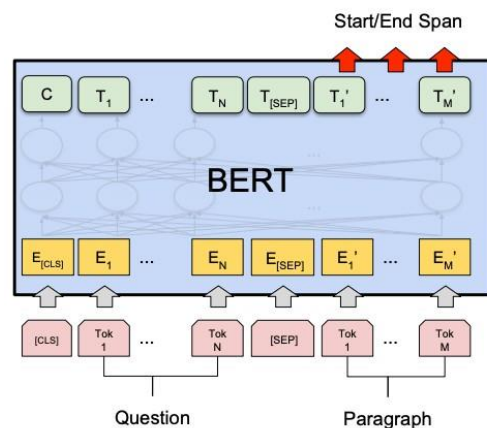 Start/End Span
C T1 ... TN T[SEP] T1' ... TM'
...
BERT
...
E[CLS] E1 ... EN E[SEP] E1' ... EM'
[CLS] Tok 1 ... Tok N [SEP] Tok 1 ... Tok M
Question Paragraph